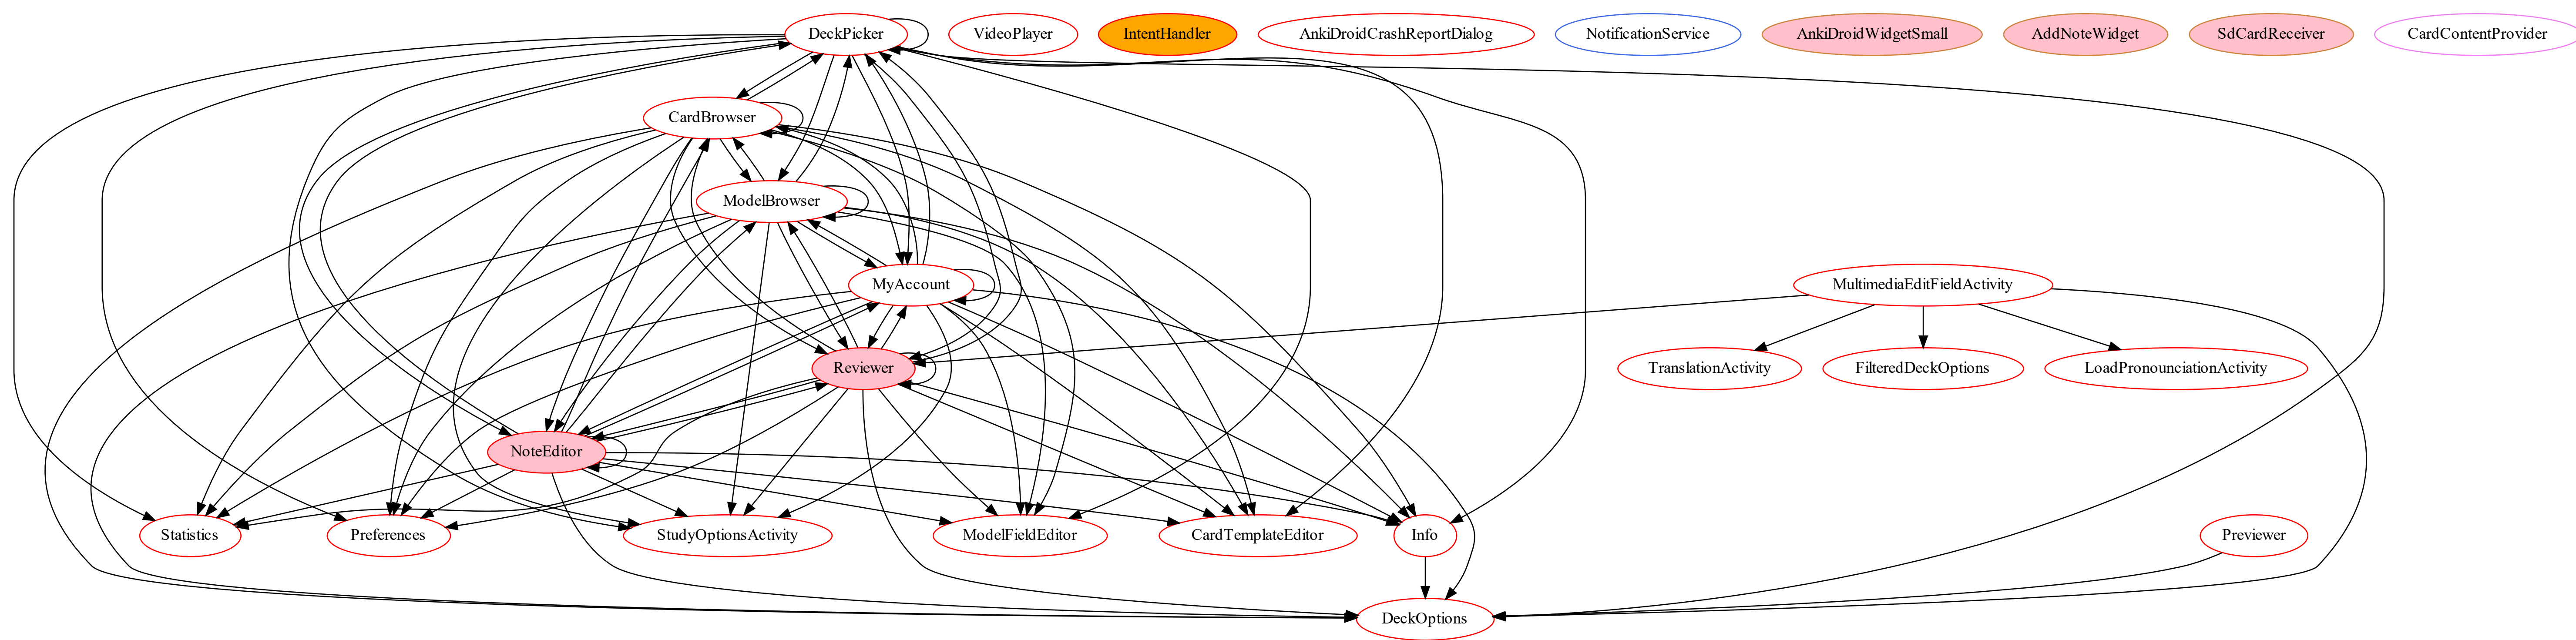 DeckPicker
VideoPlayer
IntentHandler
AnkiDroidCrashReportDialog
NotificationService
AnkiDroidWidgetSmall
AddNoteWidget
SdCardReceiver
CardContentProvider
CardBrowser
ModelBrowser
MyAccount
MultimediaEditFieldActivity
Reviewer
TranslationActivity
FilteredDeckOptions
LoadPronounciationActivity
NoteEditor
Statistics
Preferences
StudyOptionsActivity
ModelFieldEditor
CardTemplateEditor
Info
Previewer
DeckOptions